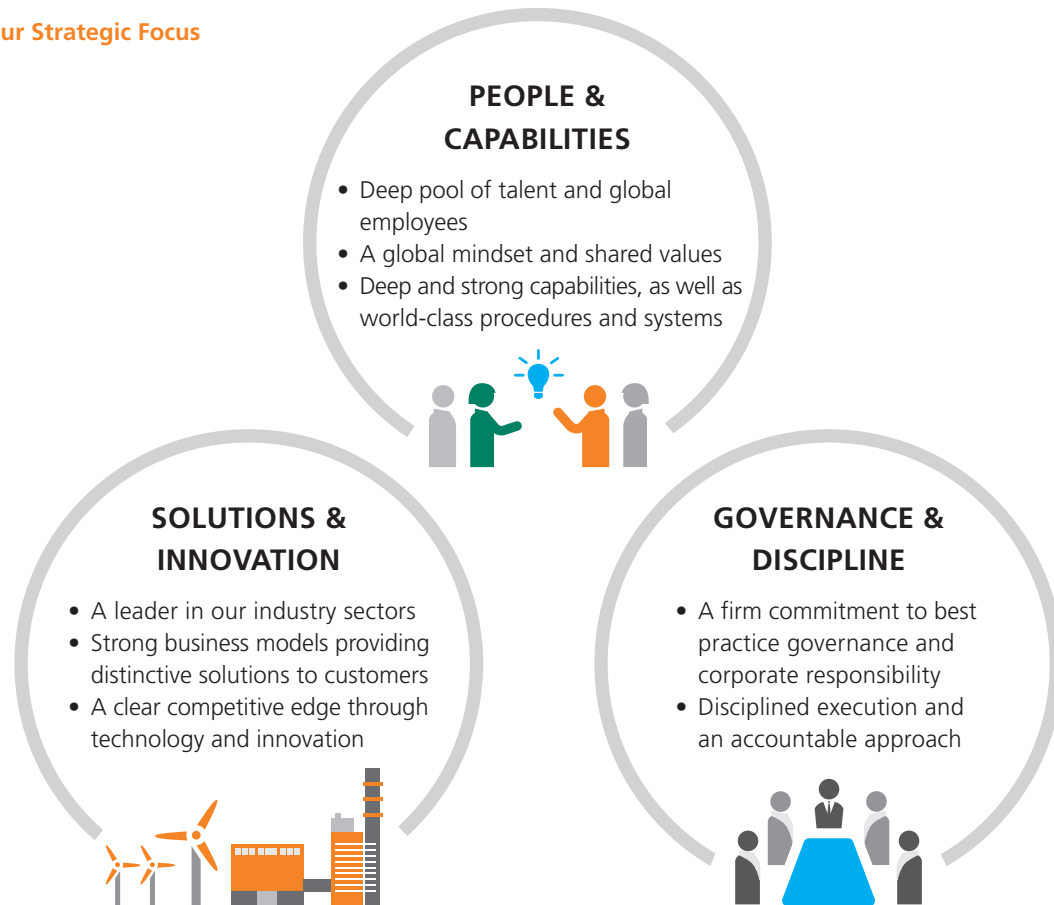 ur Strategic Focus
PEOPLE &
CAPABILITIES
• Deep pool of talent and global
employees
• A global mindset and shared values
• Deep and strong capabilities, as well as
world-class procedures and systems
SOLUTIONS &
INNOVATION
• A leader in our industry sectors
• Strong business models providing
distinctive solutions to customers
• A clear competitive edge through
technology and innovation
GOVERNANCE &
DISCIPLINE
• A firm commitment to best
practice governance and
corporate responsibility
• Disciplined execution and
an accountable approach